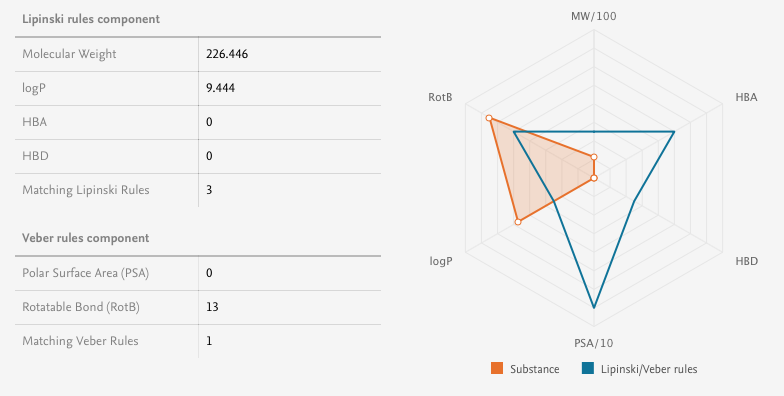 Lipinski rules component
Molecular Weight 226.446
logP 9.444
HBA 0
HBD 0
Matching Lipinski Rules 3
Veber rules component
Polar Surface Area (PSA) 0
Rotatable Bond (RotB) 13
Matching Veber Rules 1
MW/100
RotB
HBA
logP
HBD
PSA/10
Substance
Lipinski/Veber rules